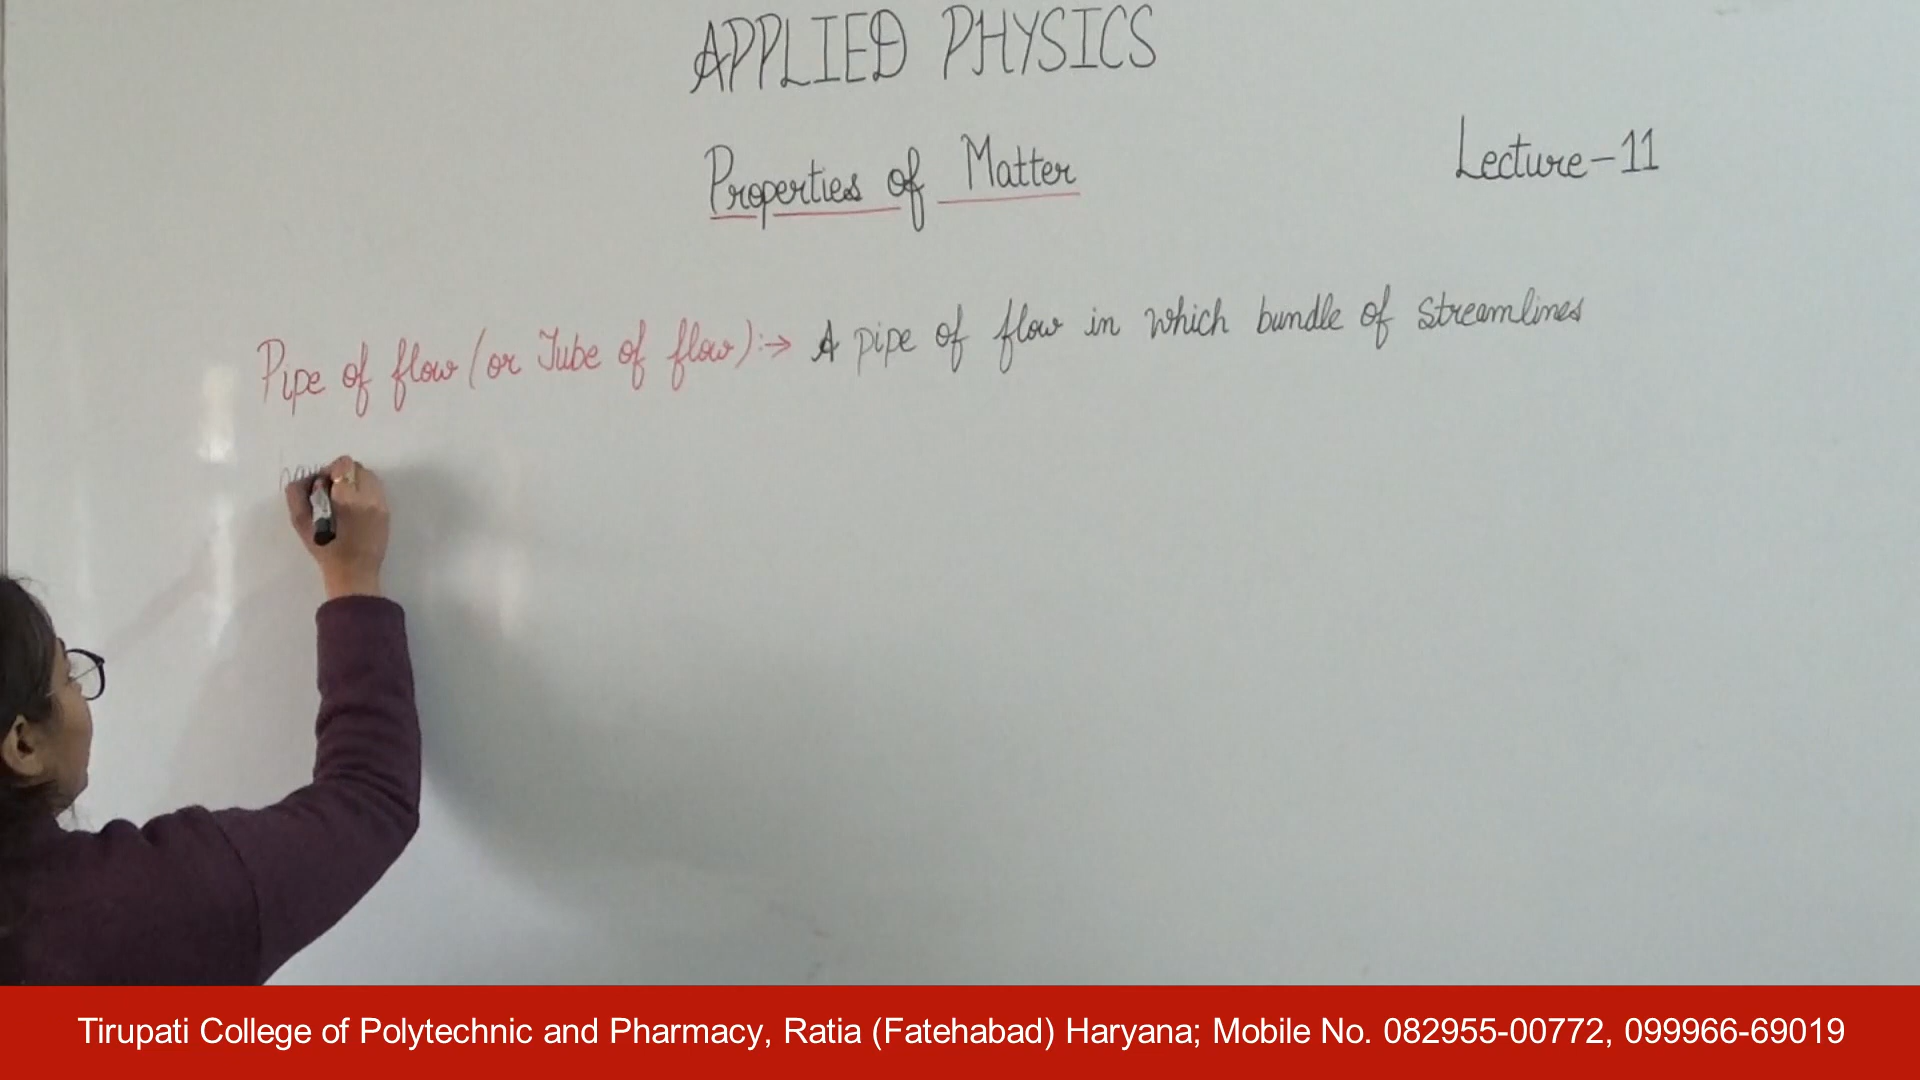 APPLIED PHYSICS
Properties of Matter
Lecture-11
Pipe of flow (or Tube of flow):→ A pipe of flow in which bundle of streamlines
Tirupati College of Polytechnic and Pharmacy, Ratia (Fatehabad) Haryana; Mobile No. 082955-00772, 099966-69019